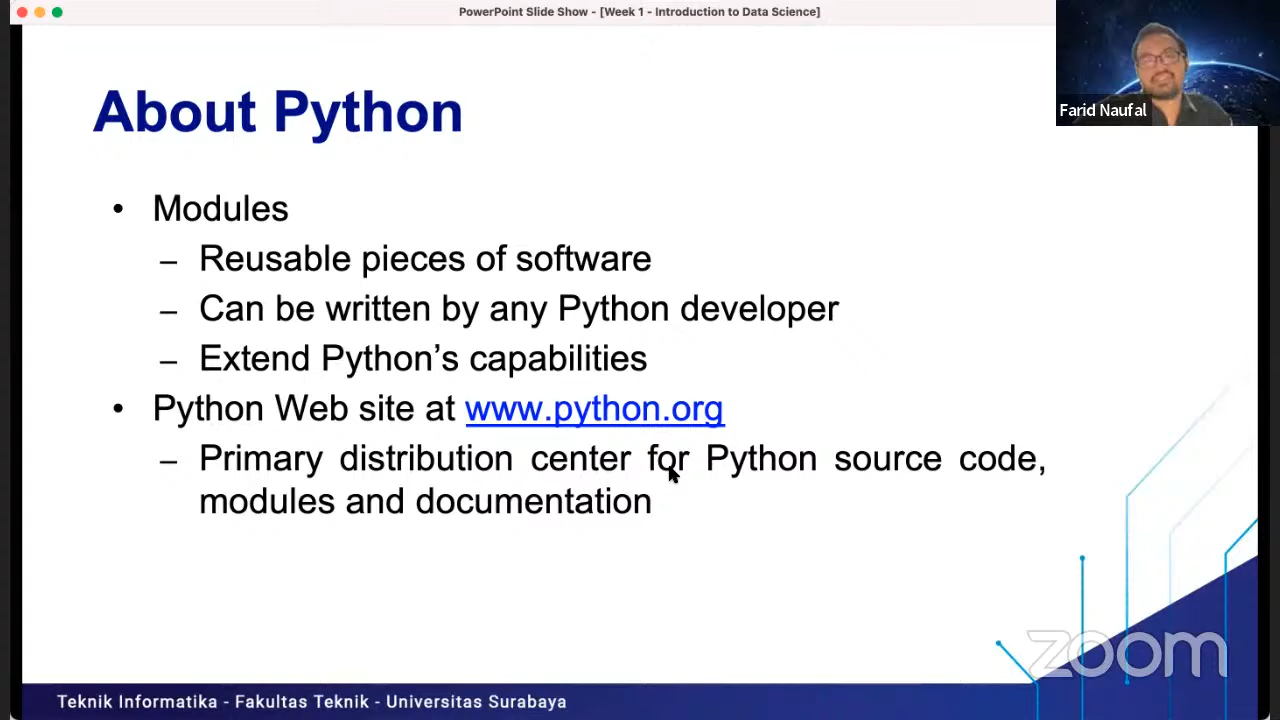 PowerPoint Slide Show - [Week 1 - Introduction to Data Science]
Farid Naufal
About Python
• Modules
– Reusable pieces of software
– Can be written by any Python developer
– Extend Python’s capabilities
• Python Web site at www.python.org
– Primary distribution center for Python source code,
modules and documentation
zoom
Teknik Informatika - Fakultas Teknik - Universitas Surabaya